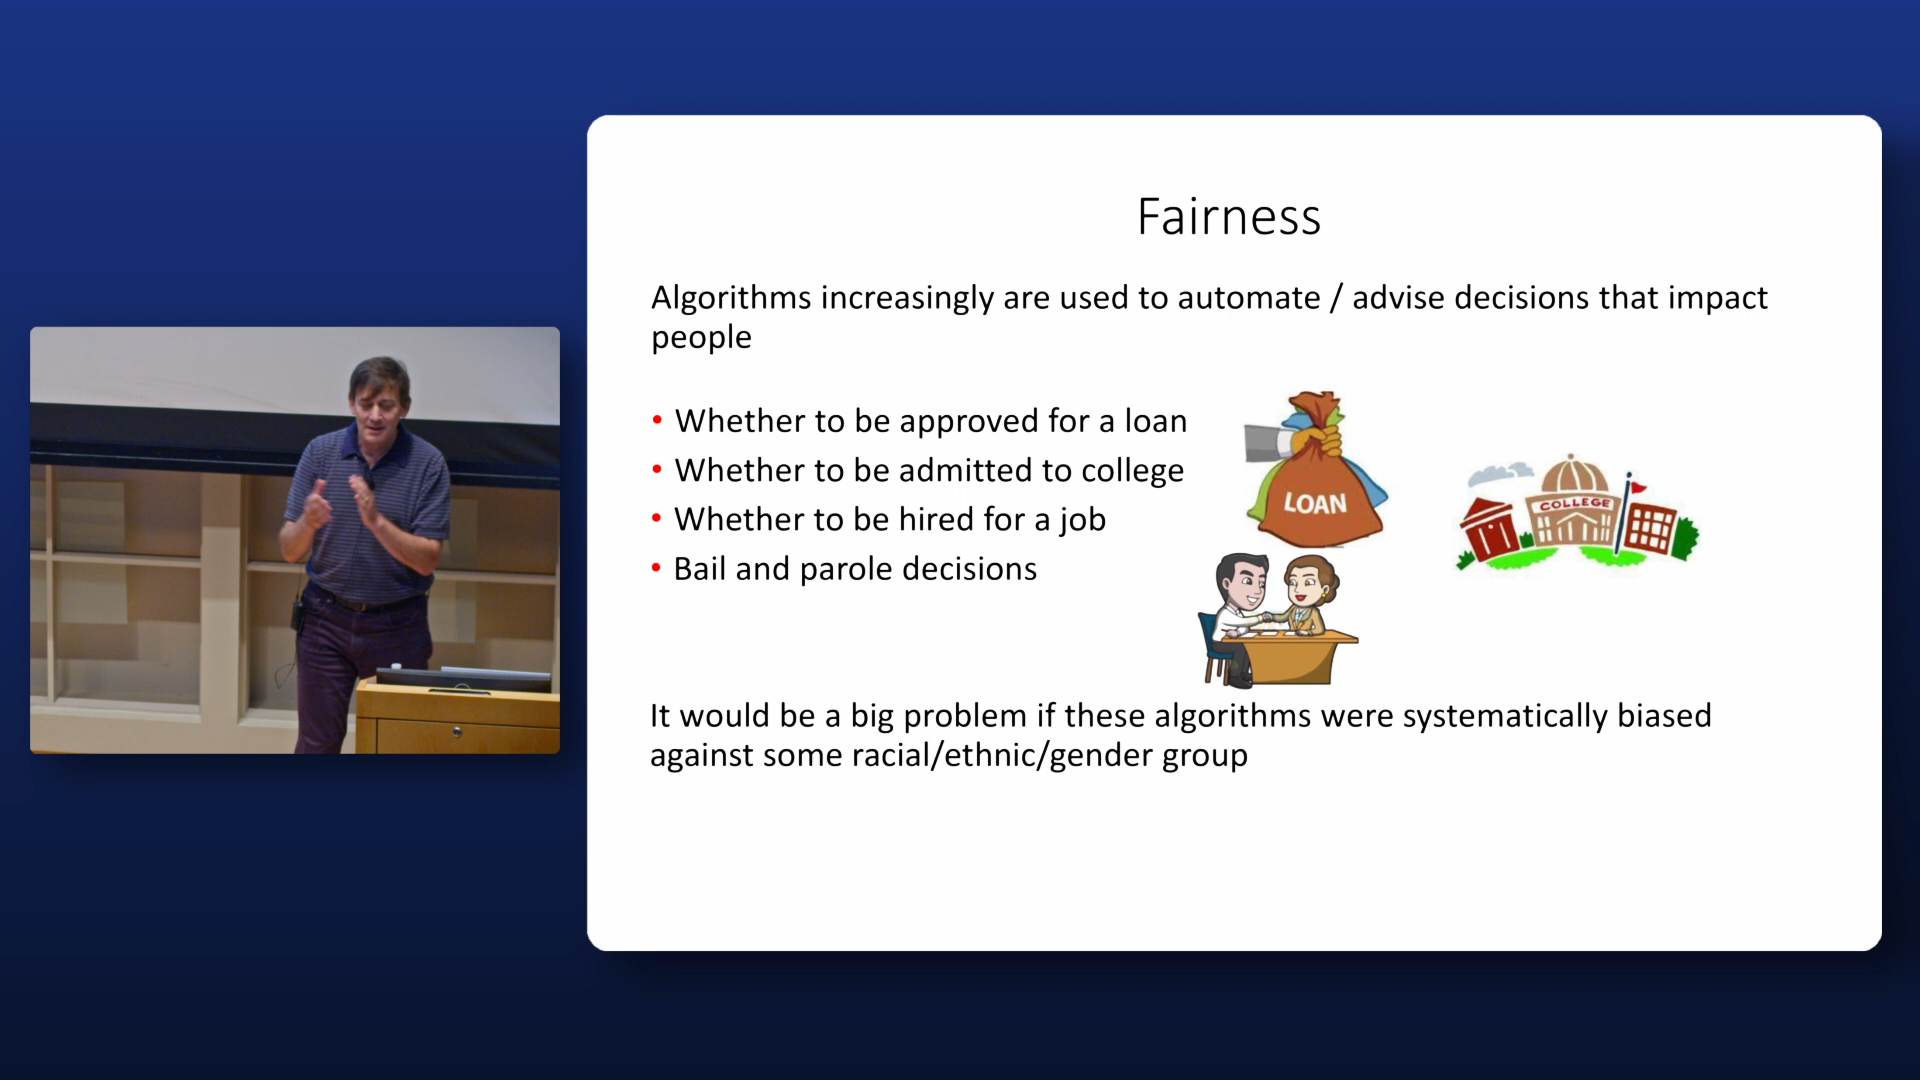 Fairness
Algorithms increasingly are used to automate / advise decisions that impact
people
• Whether to be approved for a loan
• Whether to be admitted to college
• Whether to be hired for a job
• Bail and parole decisions
LOAN
COLLEGE
It would be a big problem if these algorithms were systematically biased
against some racial/ethnic/gender group